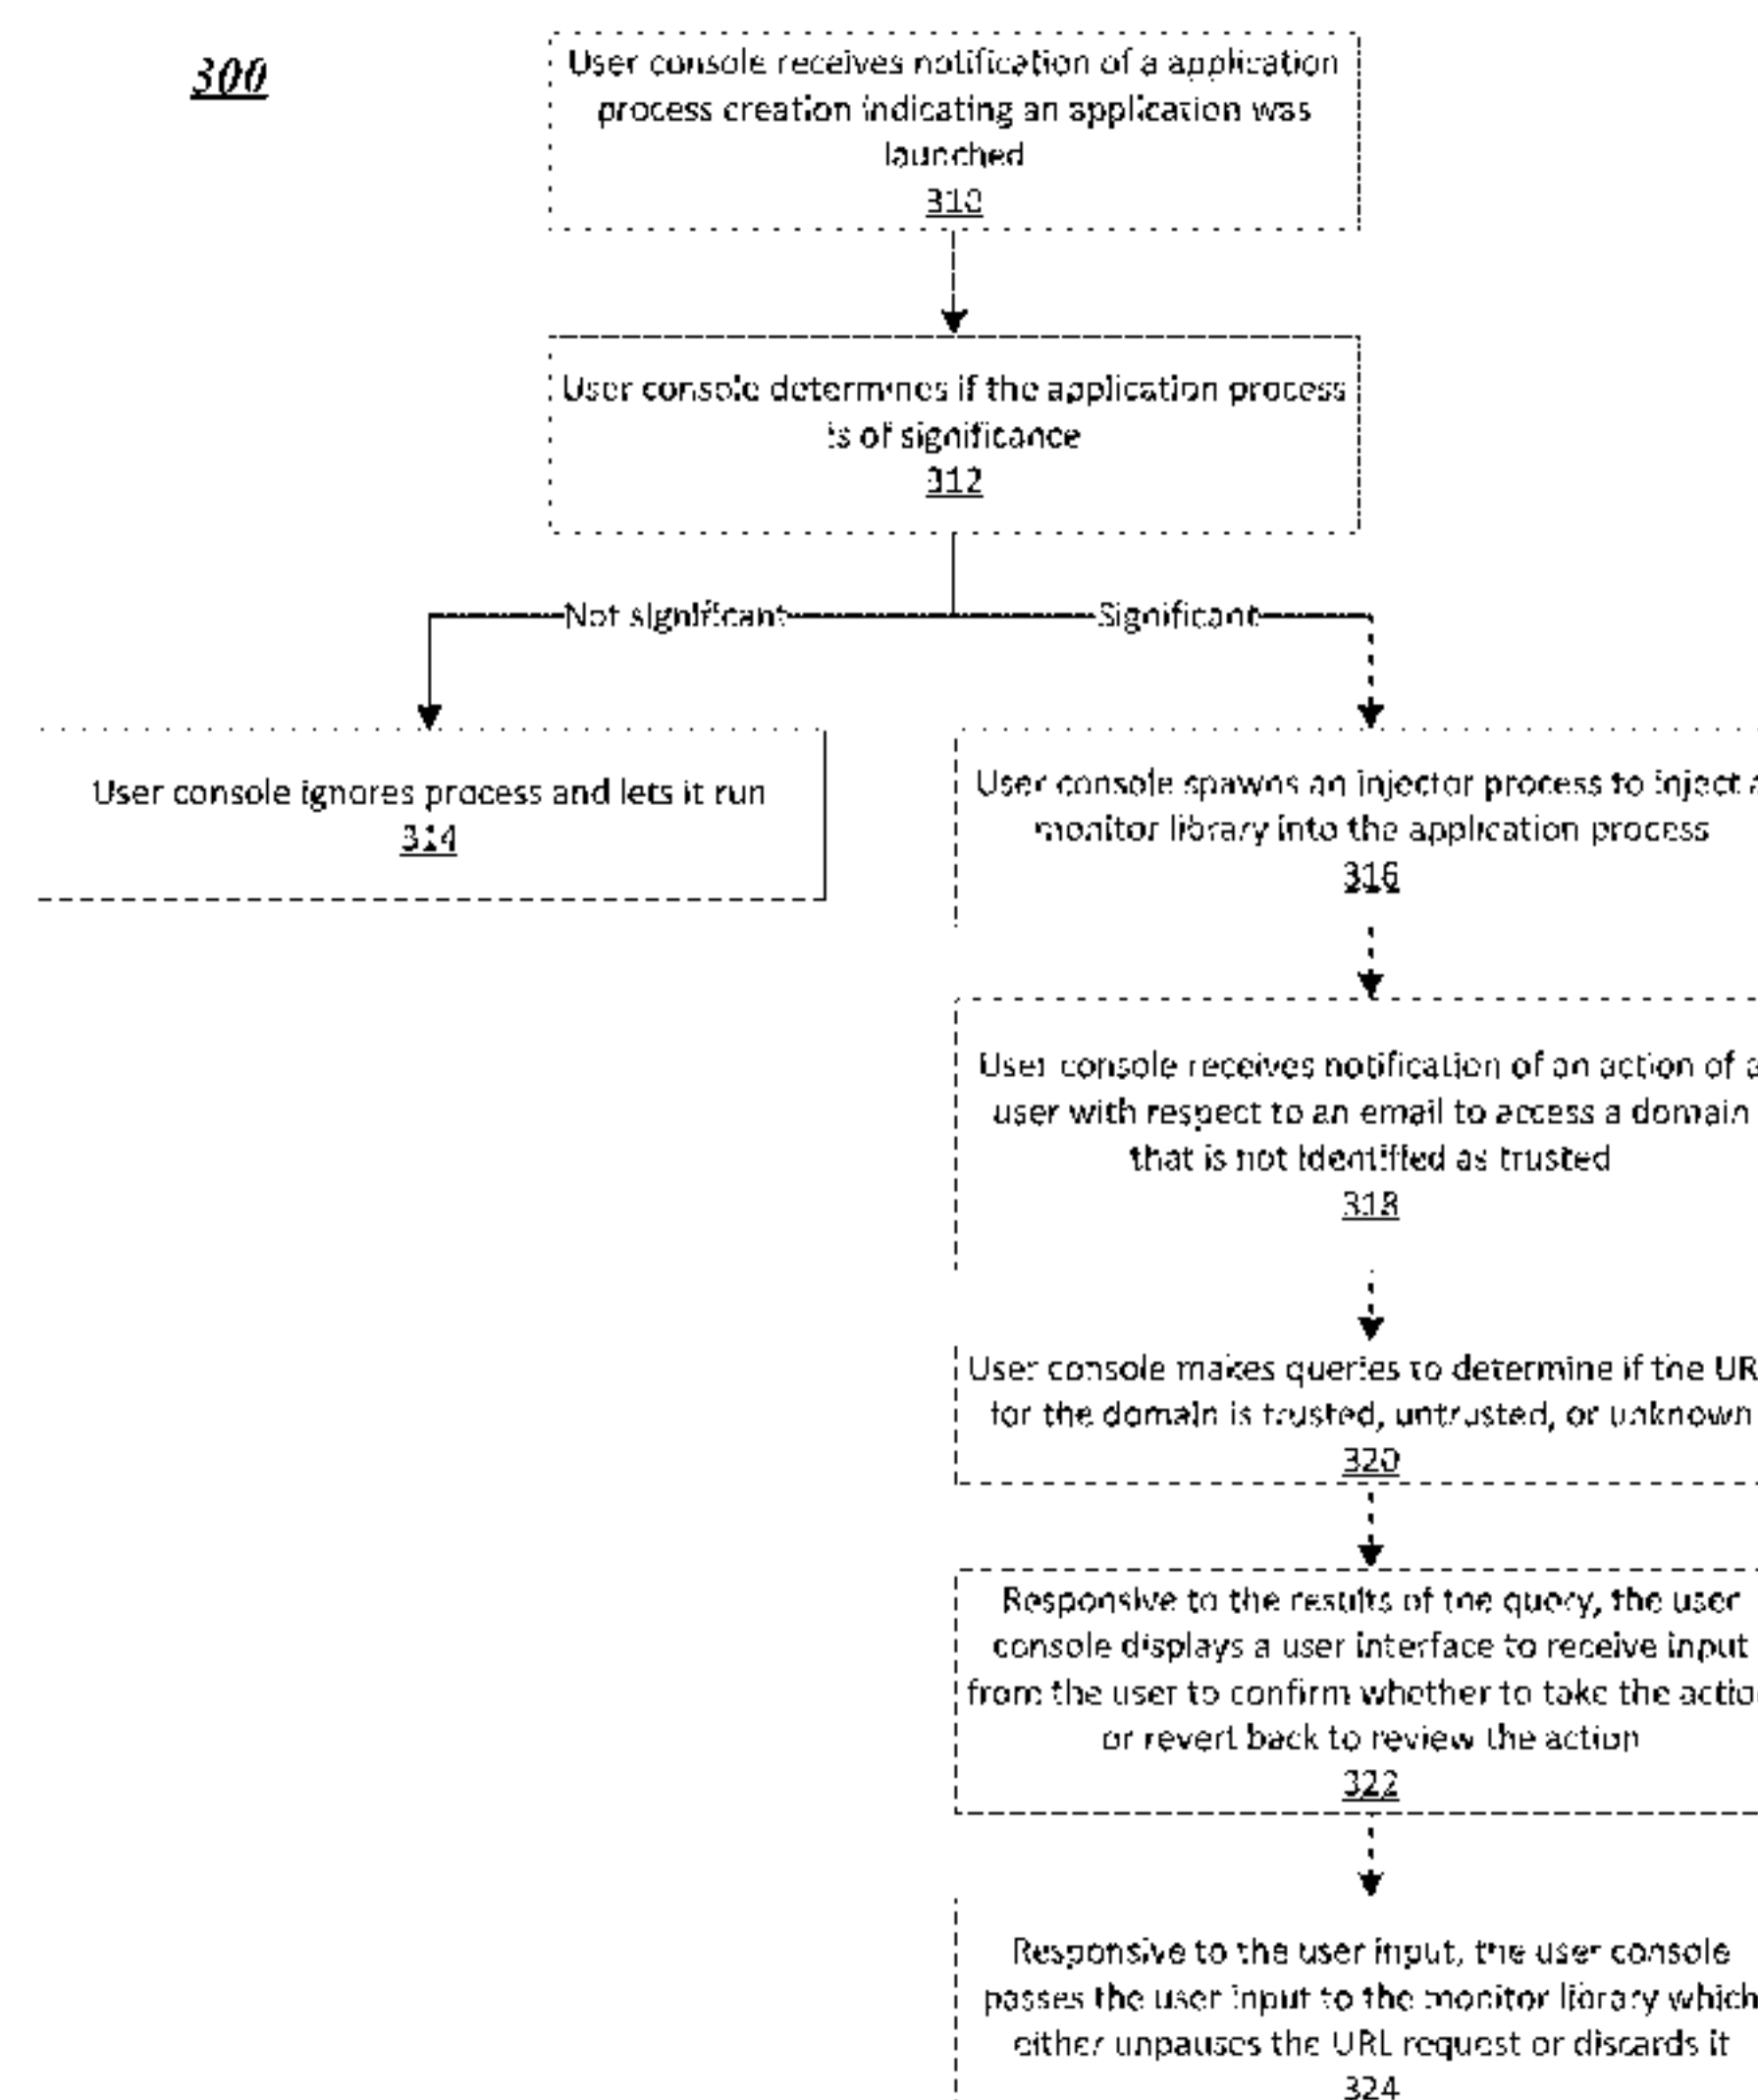 300
User console receives notification of a application
process creation indicating an application was
launched
310
User console determines if the application process
is of significance
312
Not significant
Significant
User console ignores process and lets it run
314
User console spawns an injector process to inject a
monitor library into the application process
316
User console receives notification of an action of a
user with respect to an email to access a domain
that is not identified as trusted
318
User console makes queries to determine if the UR
for the domain is trusted, untrusted, or unknown
320
Responsive to the results of the query, the user
console displays a user interface to receive input
from the user to confirm whether to take the actio
or revert back to review the action
322
Responsive to the user input, the user console
passes the user input to the monitor library which
either unpauses the URL request or discards it
324